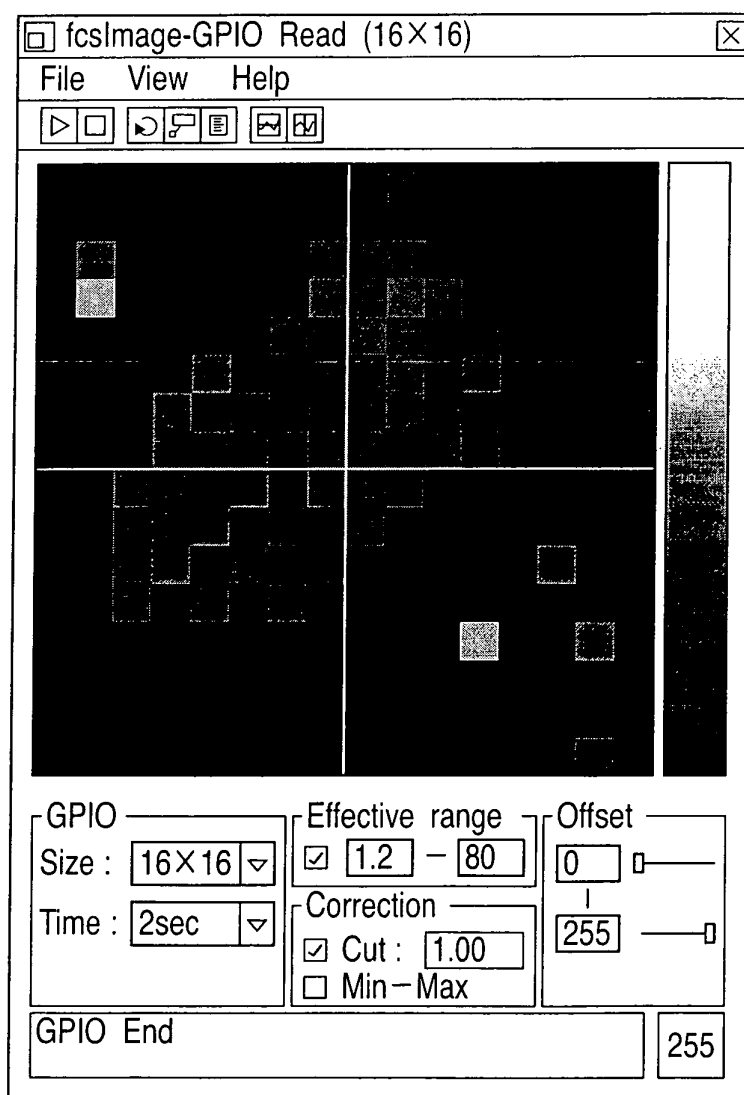 fcsImage-GPIO Read (16×16)
File View Help
GPIO
Size : 16×16
Time : 2sec
Effective range
1.2 – 80
Correction
Cut : 1.00
Min–Max
Offset
0
255
GPIO End
255